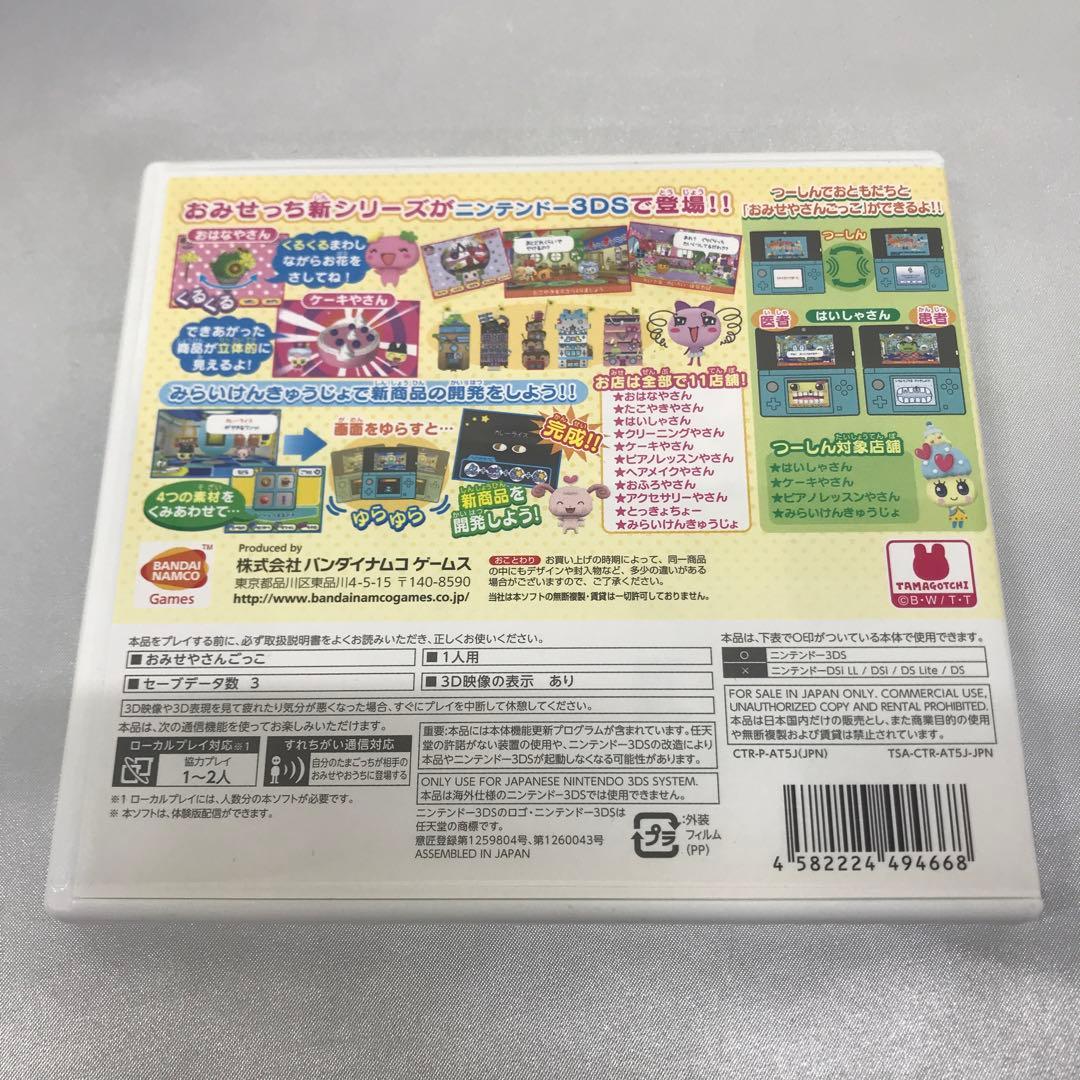 おみせっち新シリーズがニンテンドー3DSで登場!!
おはなやさん
くるくるまわし
ながらお花を
さしてね!
くるくる
ケーキやさん
できあがった
商品が立体的に
見えるよ!
つーしんでおともだちと
「おみせやさんごっこ」ができるよ!!
つーしん
医者
はいしゃさん
患者
みらいけんきゅうじょで新商品の開発をしよう!!
カレーライス
4つの素材を
くみあわせて…
画面をゆらすと…
ゆらゆら
カレーライス
完成!!
新商品を
開発しよう!
お店は全部で11店舗!
★おはなやさん
★たこやきやさん
★はいしゃさん
★クリーニングやさん
★ケーキやさん
★ピアノレッスンやさん
★ヘアメイクやさん
★おふろやさん
★アクセサリーやさん
★とっきょちょー
★みらいけんきゅうじょ
つーしん対象店舗
★はいしゃさん
★ケーキやさん
★ピアノレッスンやさん
★みらいけんきゅうじょ
BANDAI
NAMCO
Games
TM
Produced by
株式会社 バンダイナムコ ゲームス
東京都品川区東品川4-5-15 〒140-8590
http://www.bandainamcogames.co.jp/
おことわり お買い上げの時期によって、同一商品
の中にもデザインや封入物など、多少の違いがある
場合がございますので、ご了承ください。
当社は本ソフトの無断複製・賃貸は一切許可しておりません。
TAMAGOTCHI
©B・W/T・T
本品をプレイする前に、必ず取扱説明書をよくお読みいただき、正しくお使いください。
■ おみせやさんごっこ
■ 1人用
■ セーブデータ数 3
■ 3D映像の表示 あり
3D映像や3D表現を見て疲れたり気分が悪くなった場合、すぐにプレイを中断して休憩してください。
本品は、次の通信機能を使ってお楽しみいただけます。
ローカルプレイ対応※1
協力プレイ
1～2人
すれちがい通信対応
自分のたまごっちが相手の
おみせやおうちに登場する
※1 ローカルプレイには、人数分の本ソフトが必要です。
※ 本ソフトは、体験版配信ができます。
重要:本品には本体機能更新プログラムが含まれています。任
天堂の許諾がない装置の使用や、ニンテンドー3DSの改造により
本品やニンテンドー3DSが起動しなくなる可能性があります。
ONLY USE FOR JAPANESE NINTENDO 3DS SYSTEM.
本品は海外仕様のニンテンドー3DSでは使用できません。
ニンテンドー3DSのロゴ・ニンテンドー3DSは
任天堂の商標です。
意匠登録第1259804号、第1260043号
ASSEMBLED IN JAPAN
プラ
:外装
フィルム
(PP)
本品は、下表で○印がついている本体で使用できます。
○ ニンテンドー3DS
× ニンテンドーDSi LL / DSi / DS Lite / DS
FOR SALE IN JAPAN ONLY. COMMERCIAL USE,
UNAUTHORIZED COPY AND RENTAL PROHIBITED.
本品は日本国内だけの販売とし、また商業目的の使用
や無断複製および賃貸は禁止されています。
CTR-P-AT5J(JPN)
TSA-CTR-AT5J-JPN
4 582224 494668